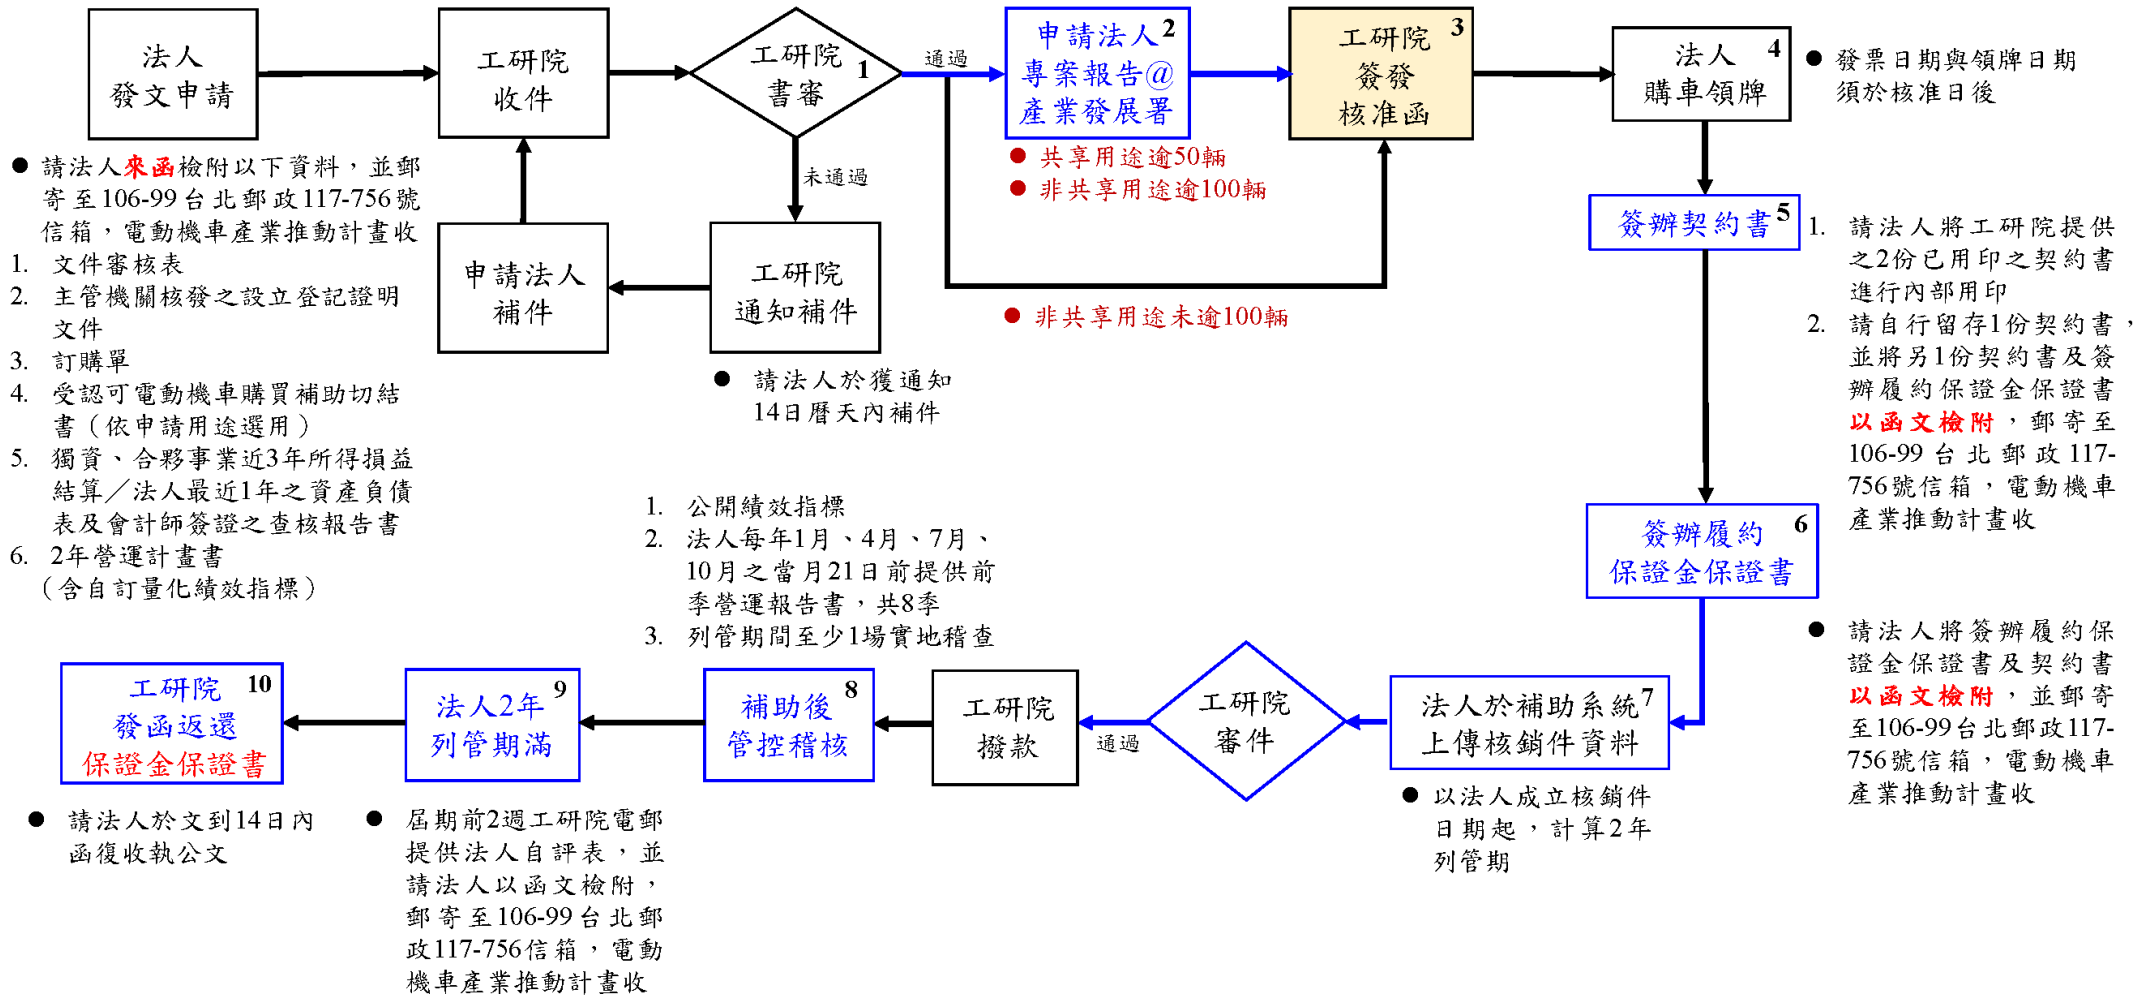 法人
發文申請
工研院
收件
工研院
書審
1
通過
未通過
申請法人
專案報告@
產業發展署
2
工研院
簽發
核准函
3
法人
購車領牌
4
● 發票日期與領牌日期
須於核准日後
● 請法人來函檢附以下資料，並郵
寄至106-99台北郵政117-756號
信箱，電動機車產業推動計畫收
1. 文件審核表
2. 主管機關核發之設立登記證明
文件
3. 訂購單
4. 受認可電動機車購買補助切結
書（依申請用途選用）
5. 獨資、合夥事業近3年所得損益
結算／法人最近1年之資產負債
表及會計師簽證之查核報告書
6. 2年營運計畫書
（含自訂量化績效指標）
申請法人
補件
工研院
通知補件
● 請法人於獲通知
14日曆天內補件
● 共享用途逾50輛
● 非共享用途逾100輛
● 非共享用途未逾100輛
簽辦契約書
5
1. 請法人將工研院提供
之2份已用印之契約書
進行內部用印
2. 請自行留存1份契約書，
並將另1份契約書及簽
辦履約保證金保證書
以函文檢附，郵寄至
106-99台北郵政117-
756號信箱，電動機車
產業推動計畫收
簽辦履約
保證金保證書
6
● 請法人將簽辦履約保
證金保證書及契約書
以函文檢附，並郵寄
至106-99台北郵政117-
756號信箱，電動機車
產業推動計畫收
法人於補助系統
上傳核銷件資料
7
● 以法人成立核銷件
日期起，計算2年
列管期
工研院
審件
通過
工研院
撥款
1. 公開績效指標
2. 法人每年1月、4月、7月、
10月之當月21日前提供前
季營運報告書，共8季
3. 列管期間至少1場實地稽查
補助後
管控稽核
8
法人2年
列管期滿
9
● 屆期前2週工研院電郵
提供法人自評表，並
請法人以函文檢附，
郵寄至106-99台北郵
政117-756信箱，電動
機車產業推動計畫收
工研院
發函返還
保證金保證書
10
● 請法人於文到14日內
函復收執公文